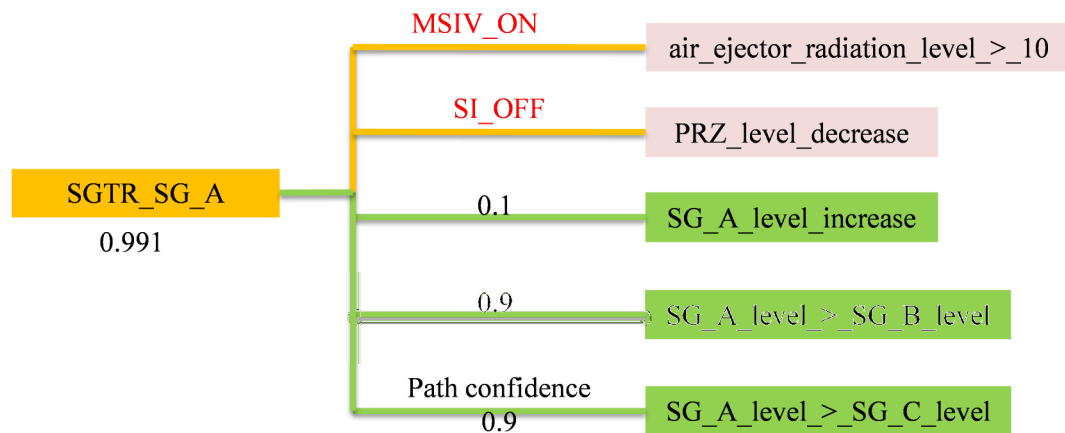 MSIV_ON
air_ejector_radiation_level_>_10
SI_OFF
PRZ_level_decrease
SGTR_SG_A
0.991
0.1
SG_A_level_increase
0.9
SG_A_level_>_SG_B_level
Path confidence
0.9
SG_A_level_>_SG_C_level